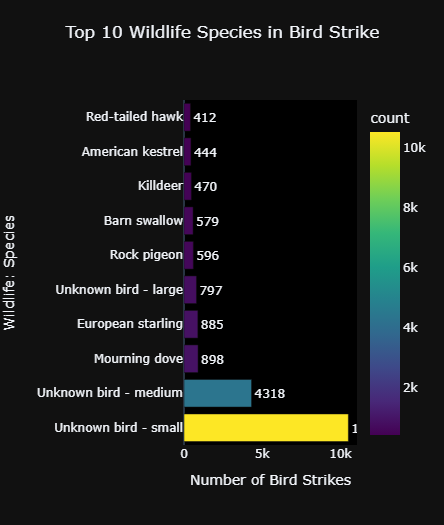 Top 10 Wildlife Species in Bird Strike
count
Red-tailed hawk 412
American kestrel 444
Killdeer 470
Barn swallow 579
Rock pigeon 596
Unknown bird - large 797
European starling 885
Mourning dove 898
Unknown bird - medium 4318
Unknown bird - small
0 5k 10k
Number of Bird Strikes
Wildlife: Species
10k
8k
6k
4k
2k